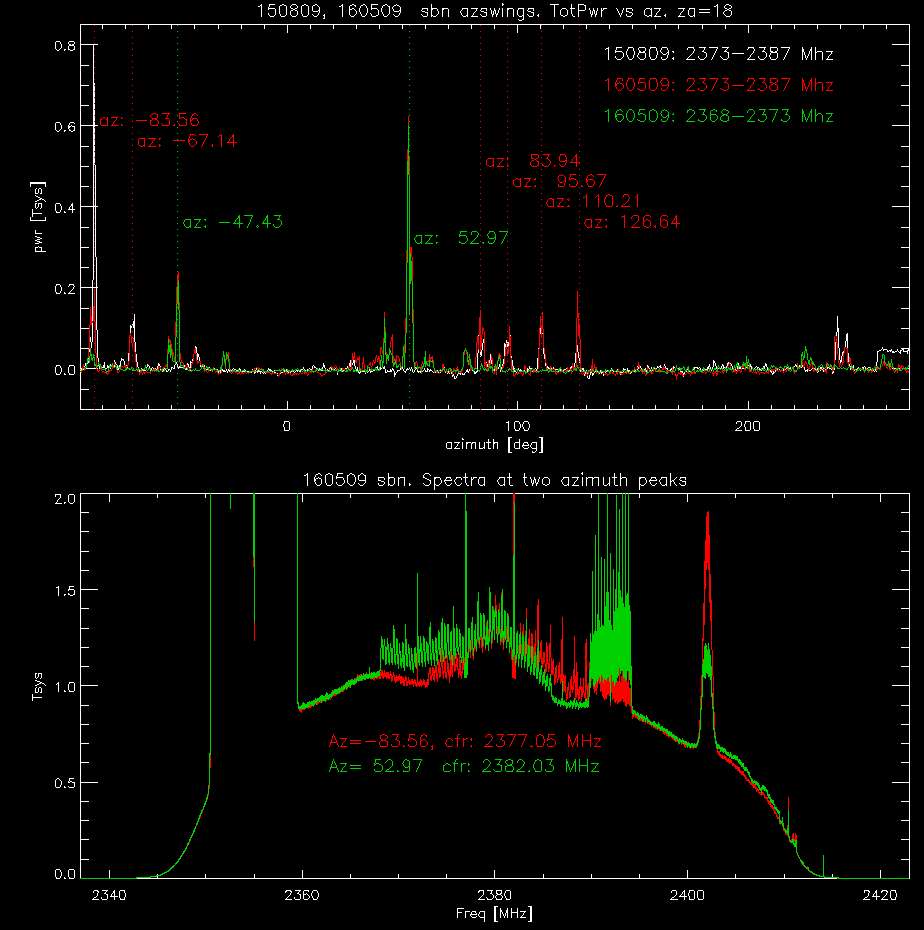 150809, 160509  sbn azswings. TotPwr vs az. za=18
150809: 2373-2387 Mhz
160509: 2373-2387 Mhz
160509: 2368-2373 Mhz
az: -83.56
az: -67.14
az: -47.43
az: 52.97
az: 83.94
az: 95.67
az: 110.21
az: 126.64
0.8
0.6
0.4
0.2
0.0
pwr [Tsys]
0 100 200
azimuth [deg]
160509 sbn. Spectra at two azimuth peaks
2.0
1.5
1.0
0.5
0.0
Tsys
Az=-83.56, cfr: 2377.05 MHz
Az= 52.97  cfr: 2382.03 MHz
2340 2360 2380 2400 2420
Freq [MHz]